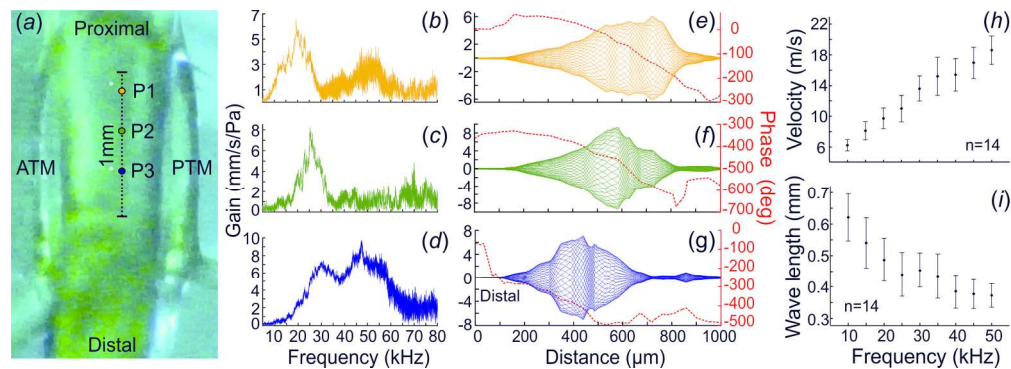 (a)
Proximal
P1
P2
P3
1mm
ATM
PTM
Distal
(b)
7
5
3
1
(c)
8
6
4
2
0
Gain (mm/s/Pa)
(d)
10
8
6
4
2
0
10 20 30 40 50 60 70 80
Frequency (kHz)
(e)
6
2
-2
-6
0
-100
-200
-300
(f)
8
4
0
-4
-8
-300
-400
-500
-600
-700
Phase (deg)
(g)
8
4
0
-4
-8
Distal
0
-100
-200
-300
-400
-500
0 200 400 600 800 1000
Distance (µm)
(h)
22
18
14
10
6
Velocity (m/s)
n=14
(i)
0.7
0.6
0.5
0.4
0.3
Wave length (mm)
n=14
10 20 30 40 50
Frequency (kHz)